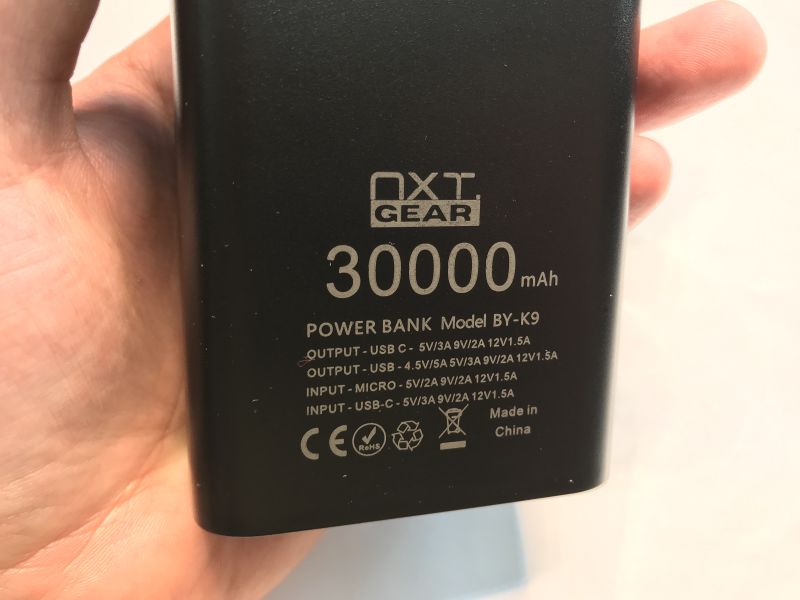 NXT.
GEAR
30000 mAh
POWER BANK Model BY-K9
OUTPUT - USB C - 5V/3A 9V/2A 12V1.5A
OUTPUT - USB - 4.5V/5A 5V/3A 9V/2A 12V1.5A
INPUT - MICRO - 5V/2A 9V/2A 12V1.5A
INPUT - USB-C - 5V/3A 9V/2A 12V1.5A
CE RoHS Made in
China